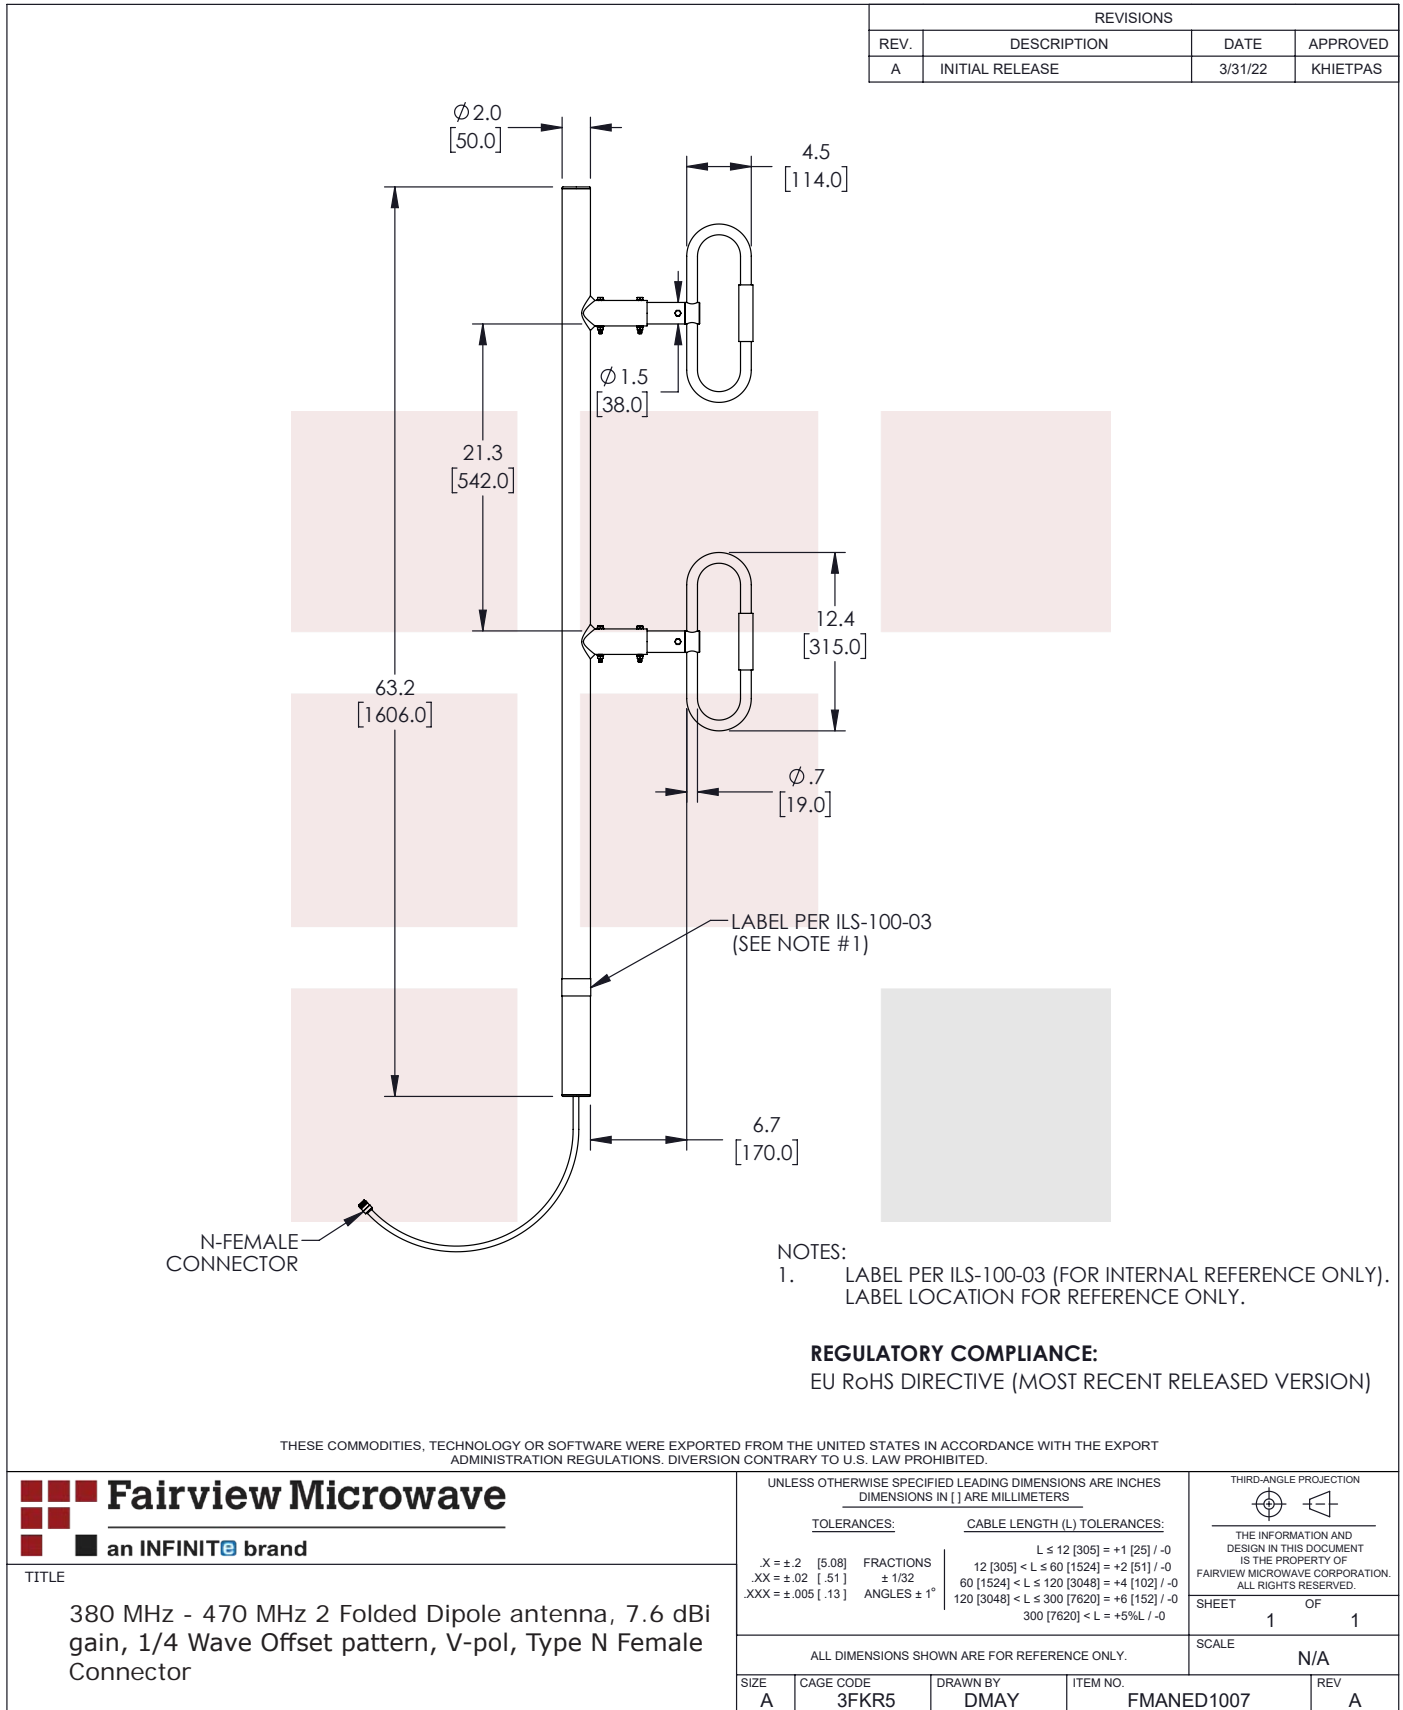 REVISIONS
REV. DESCRIPTION DATE APPROVED
A INITIAL RELEASE 3/31/22 KHIETPAS
∅2.0
[50.0]
4.5
[114.0]
∅1.5
[38.0]
21.3
[542.0]
12.4
[315.0]
63.2
[1606.0]
∅.7
[19.0]
LABEL PER ILS-100-03
(SEE NOTE #1)
6.7
[170.0]
N-FEMALE
CONNECTOR
NOTES:
1. LABEL PER ILS-100-03 (FOR INTERNAL REFERENCE ONLY).
LABEL LOCATION FOR REFERENCE ONLY.
REGULATORY COMPLIANCE:
EU RoHS DIRECTIVE (MOST RECENT RELEASED VERSION)
THESE COMMODITIES, TECHNOLOGY OR SOFTWARE WERE EXPORTED FROM THE UNITED STATES IN ACCORDANCE WITH THE EXPORT
ADMINISTRATION REGULATIONS. DIVERSION CONTRARY TO U.S. LAW PROHIBITED.
Fairview Microwave
an INFINITe brand
TITLE
380 MHz - 470 MHz 2 Folded Dipole antenna, 7.6 dBi
gain, 1/4 Wave Offset pattern, V-pol, Type N Female
Connector
UNLESS OTHERWISE SPECIFIED LEADING DIMENSIONS ARE INCHES
DIMENSIONS IN [ ] ARE MILLIMETERS
TOLERANCES:
.X = ±.2 [5.08] FRACTIONS
.XX = ±.02 [ .51 ] ± 1/32
.XXX = ±.005 [ .13 ] ANGLES ± 1°
CABLE LENGTH (L) TOLERANCES:
L ≤ 12 [305] = +1 [25] / -0
12 [305] < L ≤ 60 [1524] = +2 [51] / -0
60 [1524] < L ≤ 120 [3048] = +4 [102] / -0
120 [3048] < L ≤ 300 [7620] = +6 [152] / -0
300 [7620] < L = +5%L / -0
THIRD-ANGLE PROJECTION
THE INFORMATION AND
DESIGN IN THIS DOCUMENT
IS THE PROPERTY OF
FAIRVIEW MICROWAVE CORPORATION.
ALL RIGHTS RESERVED.
SHEET OF
1 1
ALL DIMENSIONS SHOWN ARE FOR REFERENCE ONLY.
SCALE
N/A
SIZE CAGE CODE DRAWN BY ITEM NO. REV
A 3FKR5 DMAY FMANED1007 A